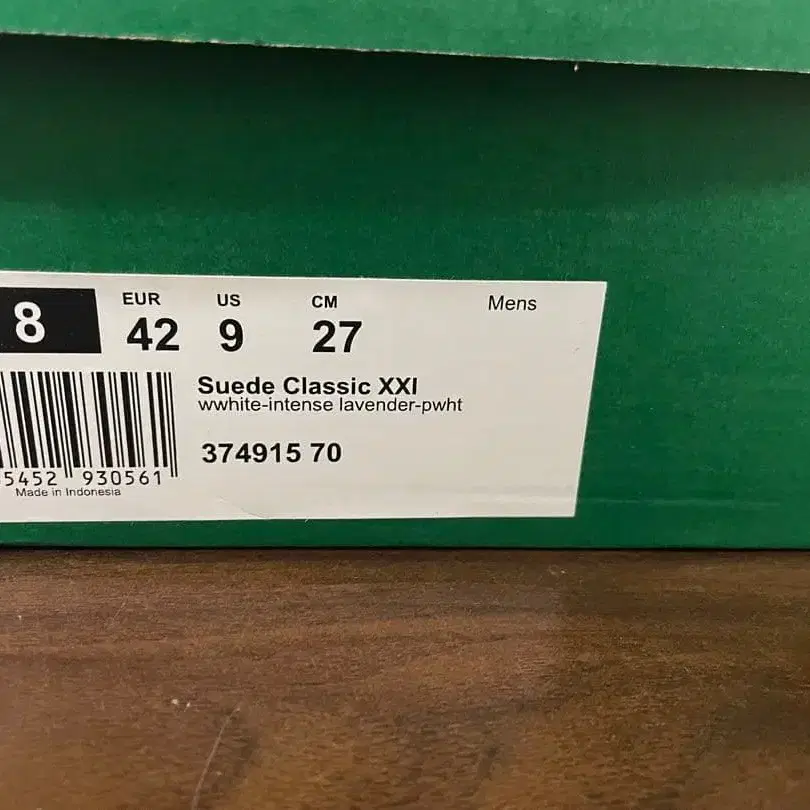 EUR US CM Mens
8 42 9 27
Suede Classic XXI
wwhite-intense lavender-pwht
374915 70
5452 930561
Made in Indonesia